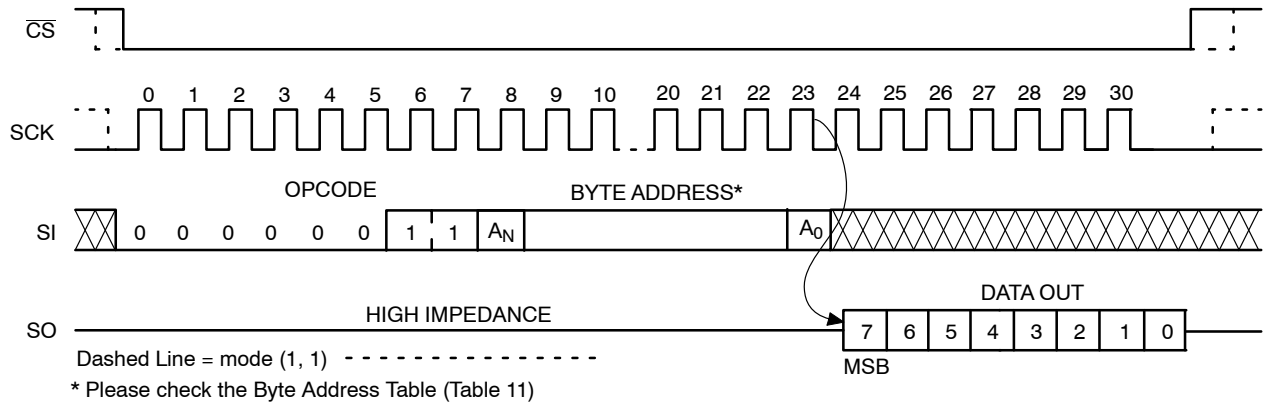 CS
0 1 2 3 4 5 6 7 8 9 10 20 21 22 23 24 25 26 27 28 29 30
SCK
OPCODE BYTE ADDRESS*
SI 0 0 0 0 0 0 1 1 AN A0
DATA OUT
HIGH IMPEDANCE
SO 7 6 5 4 3 2 1 0
Dashed Line = mode (1, 1) - - - - - - - - - - - - - - -
MSB
* Please check the Byte Address Table (Table 11)